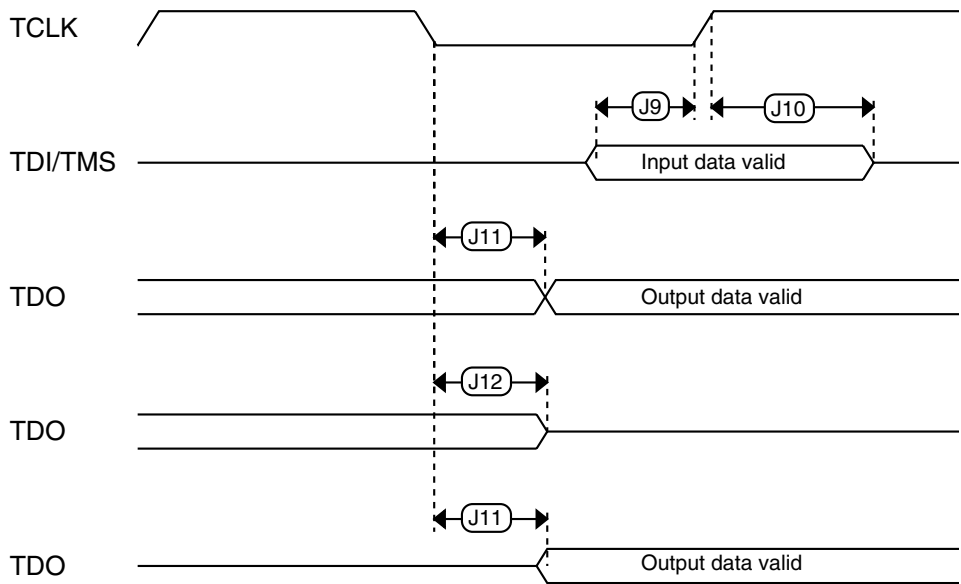 TCLK
J9
J10
TDI/TMS
Input data valid
J11
TDO
Output data valid
J12
TDO
J11
TDO
Output data valid